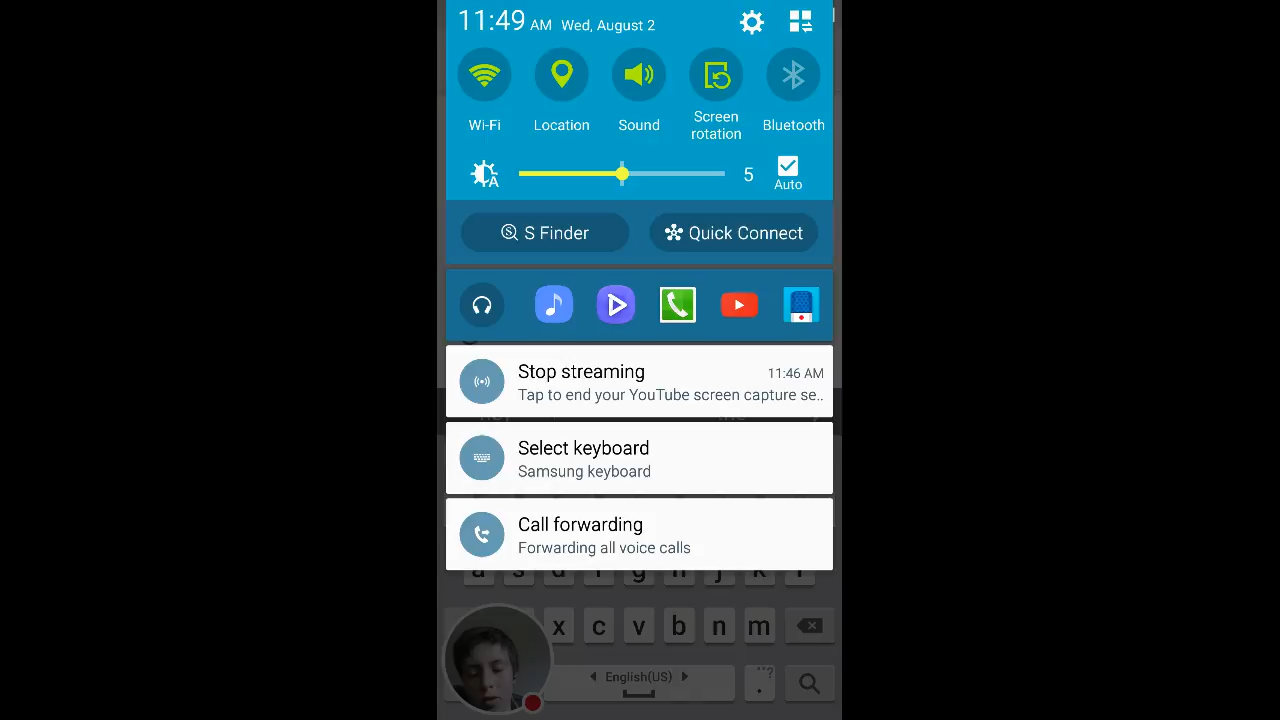 11:49 AM Wed, August 2
Wi-Fi
Location
Sound
Screen
rotation
Bluetooth
A
5
Auto
S Finder
Quick Connect
Stop streaming
11:46 AM
Tap to end your YouTube screen capture se..
Select keyboard
Samsung keyboard
Call forwarding
Forwarding all voice calls
a s d f g h j k l
x c v b n m
English(US)
. ,"?